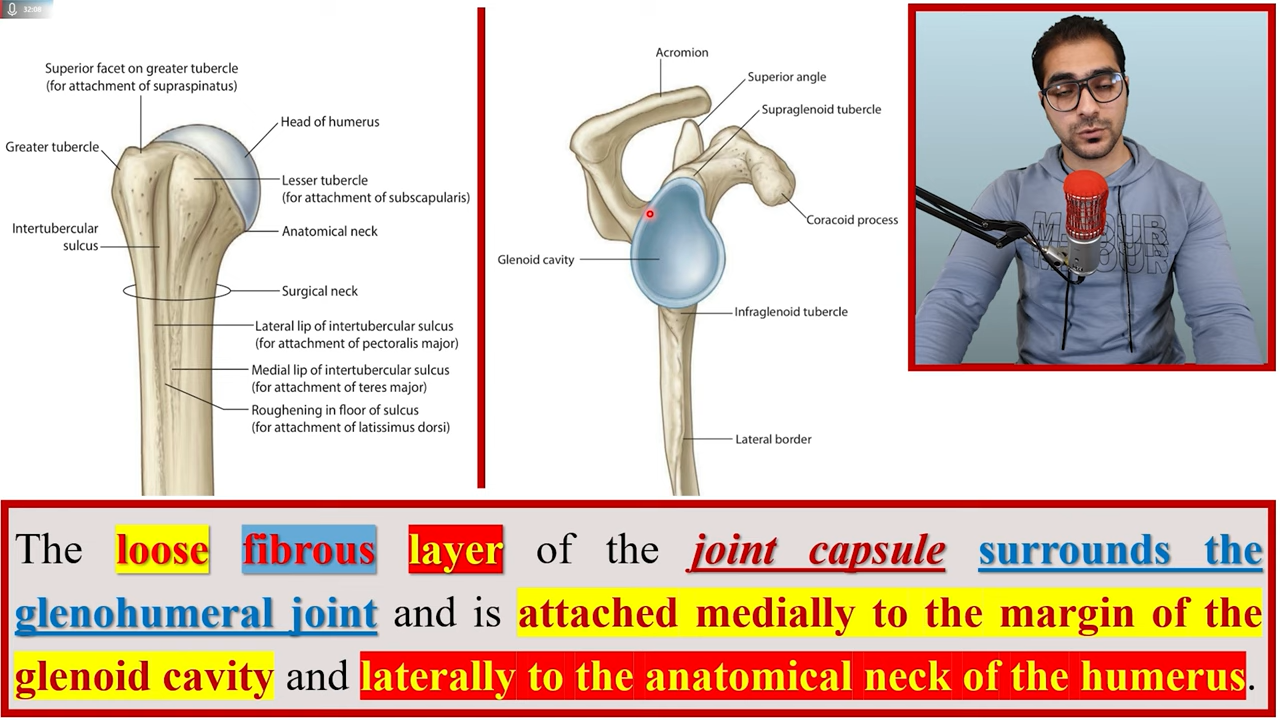 32:08
Superior facet on greater tubercle
(for attachment of supraspinatus)
Head of humerus
Greater tubercle
Lesser tubercle
(for attachment of subscapularis)
Intertubercular
sulcus
Anatomical neck
Surgical neck
Lateral lip of intertubercular sulcus
(for attachment of pectoralis major)
Medial lip of intertubercular sulcus
(for attachment of teres major)
Roughening in floor of sulcus
(for attachment of latissimus dorsi)
Acromion
Superior angle
Supraglenoid tubercle
Coracoid process
Glenoid cavity
Infraglenoid tubercle
Lateral border
The loose fibrous layer of the joint capsule surrounds the
glenohumeral joint and is attached medially to the margin of the
glenoid cavity and laterally to the anatomical neck of the humerus.